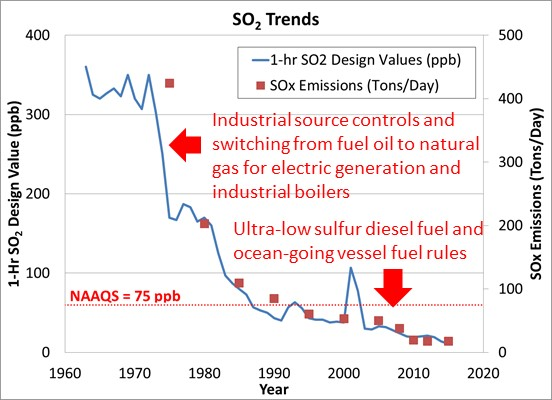 SO2 Trends
400
300
200
100
0
1-Hr SO2 Design Value (ppb)
500
400
300
200
100
0
SOx Emissions (Tons/Day)
1-hr SO2 Design Values (ppb)
SOx Emissions (Tons/Day)
Industrial source controls and
switching from fuel oil to natural
gas for electric generation and
industrial boilers
Ultra-low sulfur diesel fuel and
ocean-going vessel fuel rules
NAAQS = 75 ppb
1960 1970 1980 1990 2000 2010 2020
Year